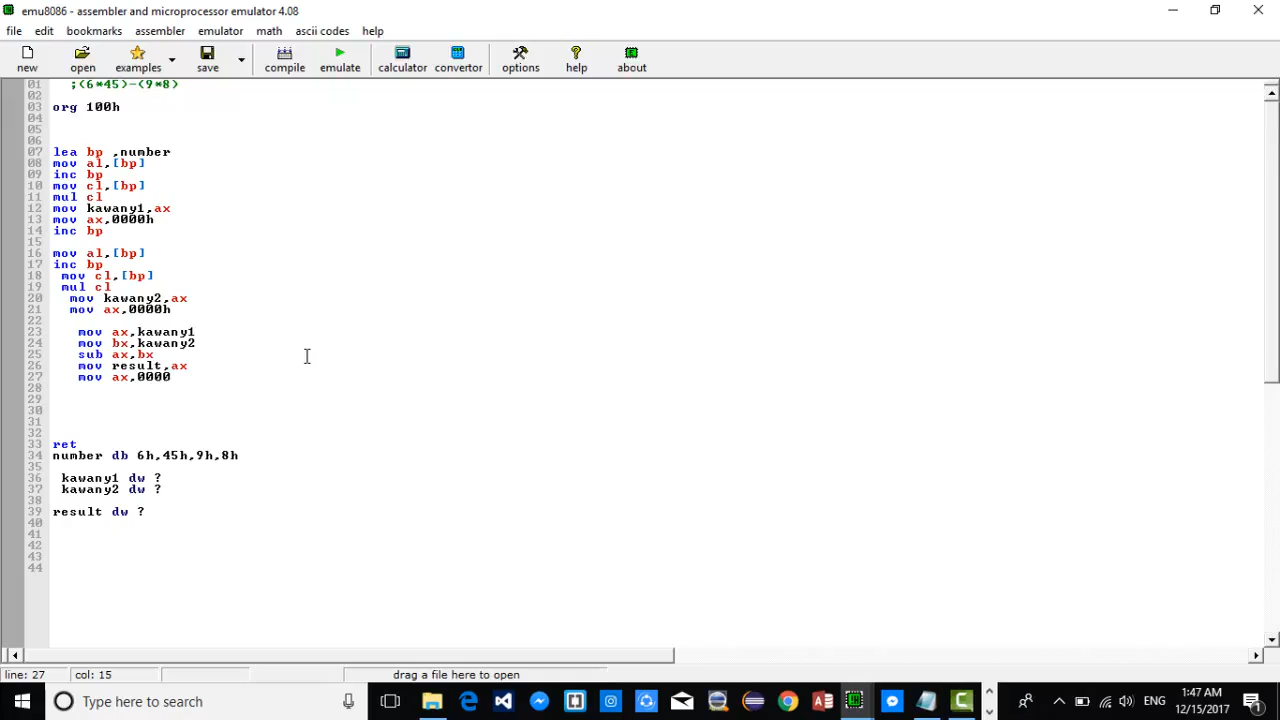 emu8086 - assembler and microprocessor emulator 4.08
file edit bookmarks assembler emulator math ascii codes help
new open examples save compile emulate calculator convertor options help about
01 ;(6*45)-(9*8)
02
03 org 100h
04
05
06
07 lea bp ,number
08 mov al,[bp]
09 inc bp
10 mov cl,[bp]
11 mul cl
12 mov kawany1,ax
13 mov ax,0000h
14 inc bp
15
16 mov al,[bp]
17 inc bp
18 mov cl,[bp]
19 mul cl
20 mov kawany2,ax
21 mov ax,0000h
22
23 mov ax,kawany1
24 mov bx,kawany2
25 sub ax,bx
26 mov result,ax
27 mov ax,0000
28
29
30
31
32
33 ret
34 number db 6h,45h,9h,8h
35
36 kawany1 dw ?
37 kawany2 dw ?
38
39 result dw ?
40
41
42
43
44
line: 27 col: 15 drag a file here to open
Type here to search ENG 1:47 AM
12/15/2017 1